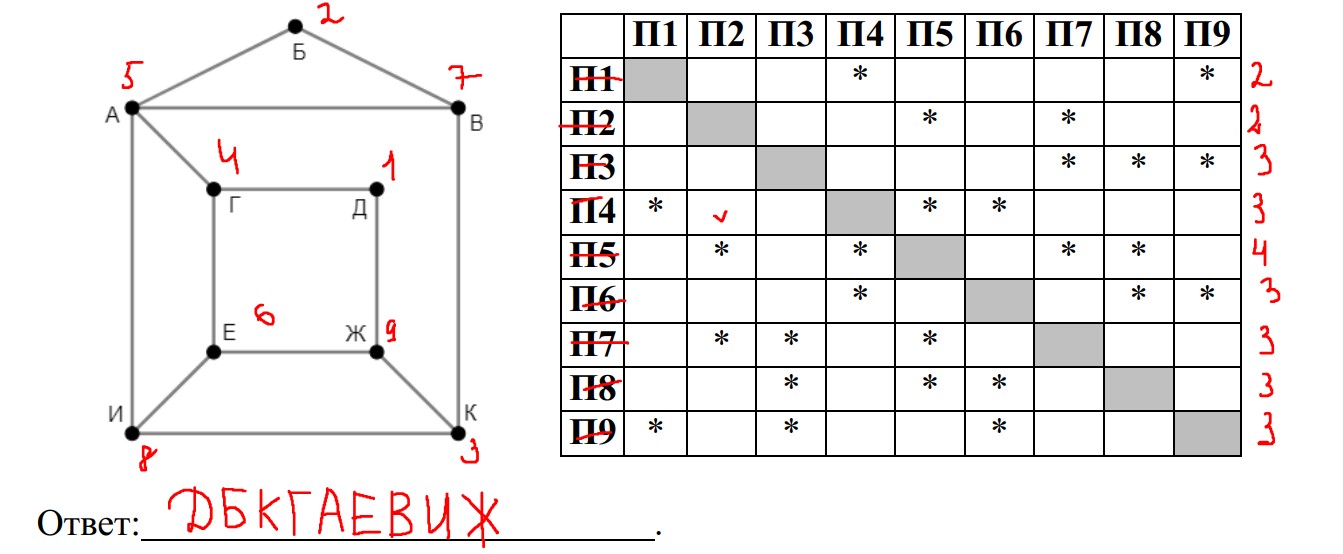 2
Б
5 7
А В
4 1
Г Д
6 9
Е Ж
И К
8 3
П1 П2 П3 П4 П5 П6 П7 П8 П9
П1 * * 2
П2 * * 2
П3 * * * 3
П4 * ✓ * * 3
П5 * * * * 4
П6 * * * 3
П7 * * * 3
П8 * * * 3
П9 * * * 3
Ответ: ДБКГАЕВИЖ.